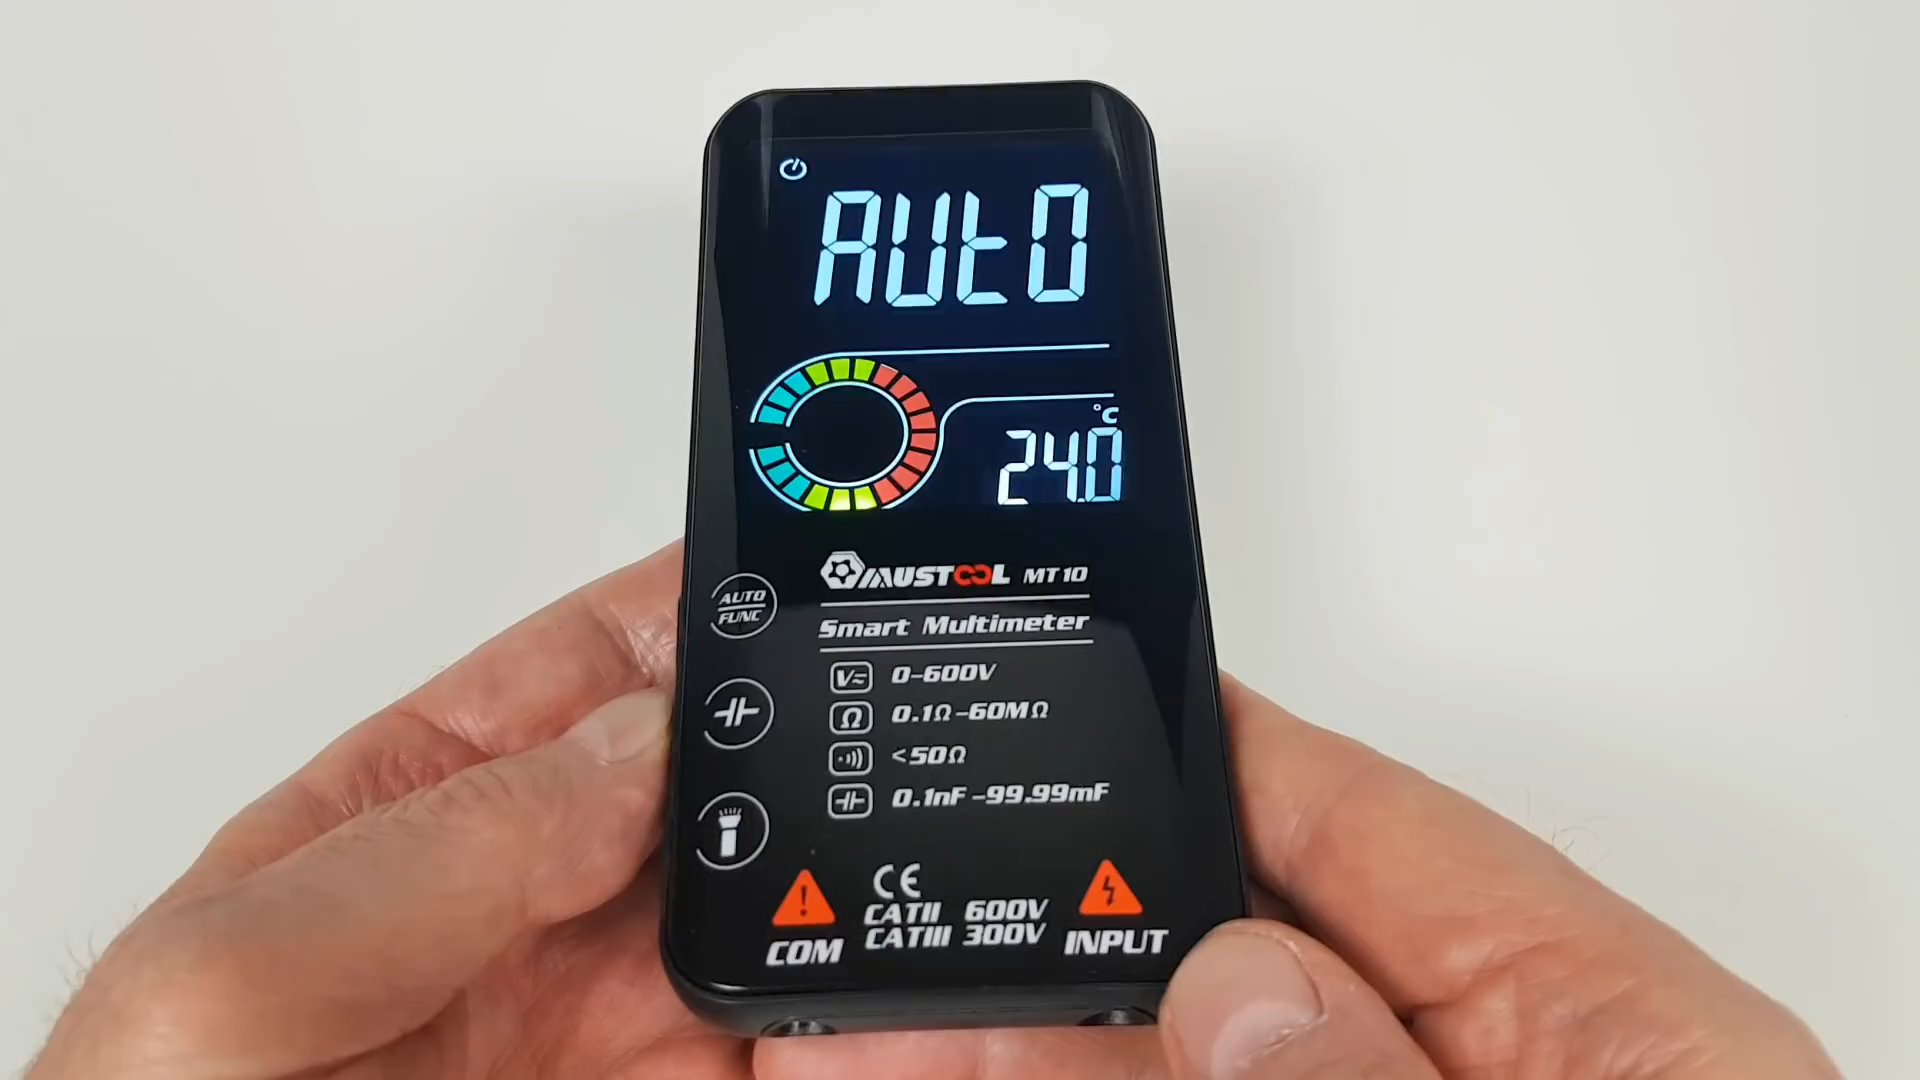 AUtO
°C
24.0
MUSTOOL MT10
AUTO
FUNC
Smart Multimeter
V 0-600V
Ω 0.1Ω-60MΩ
<50Ω
0.1nF-99.99mF
CE
CATII 600V
CATIII 300V
COM
INPUT